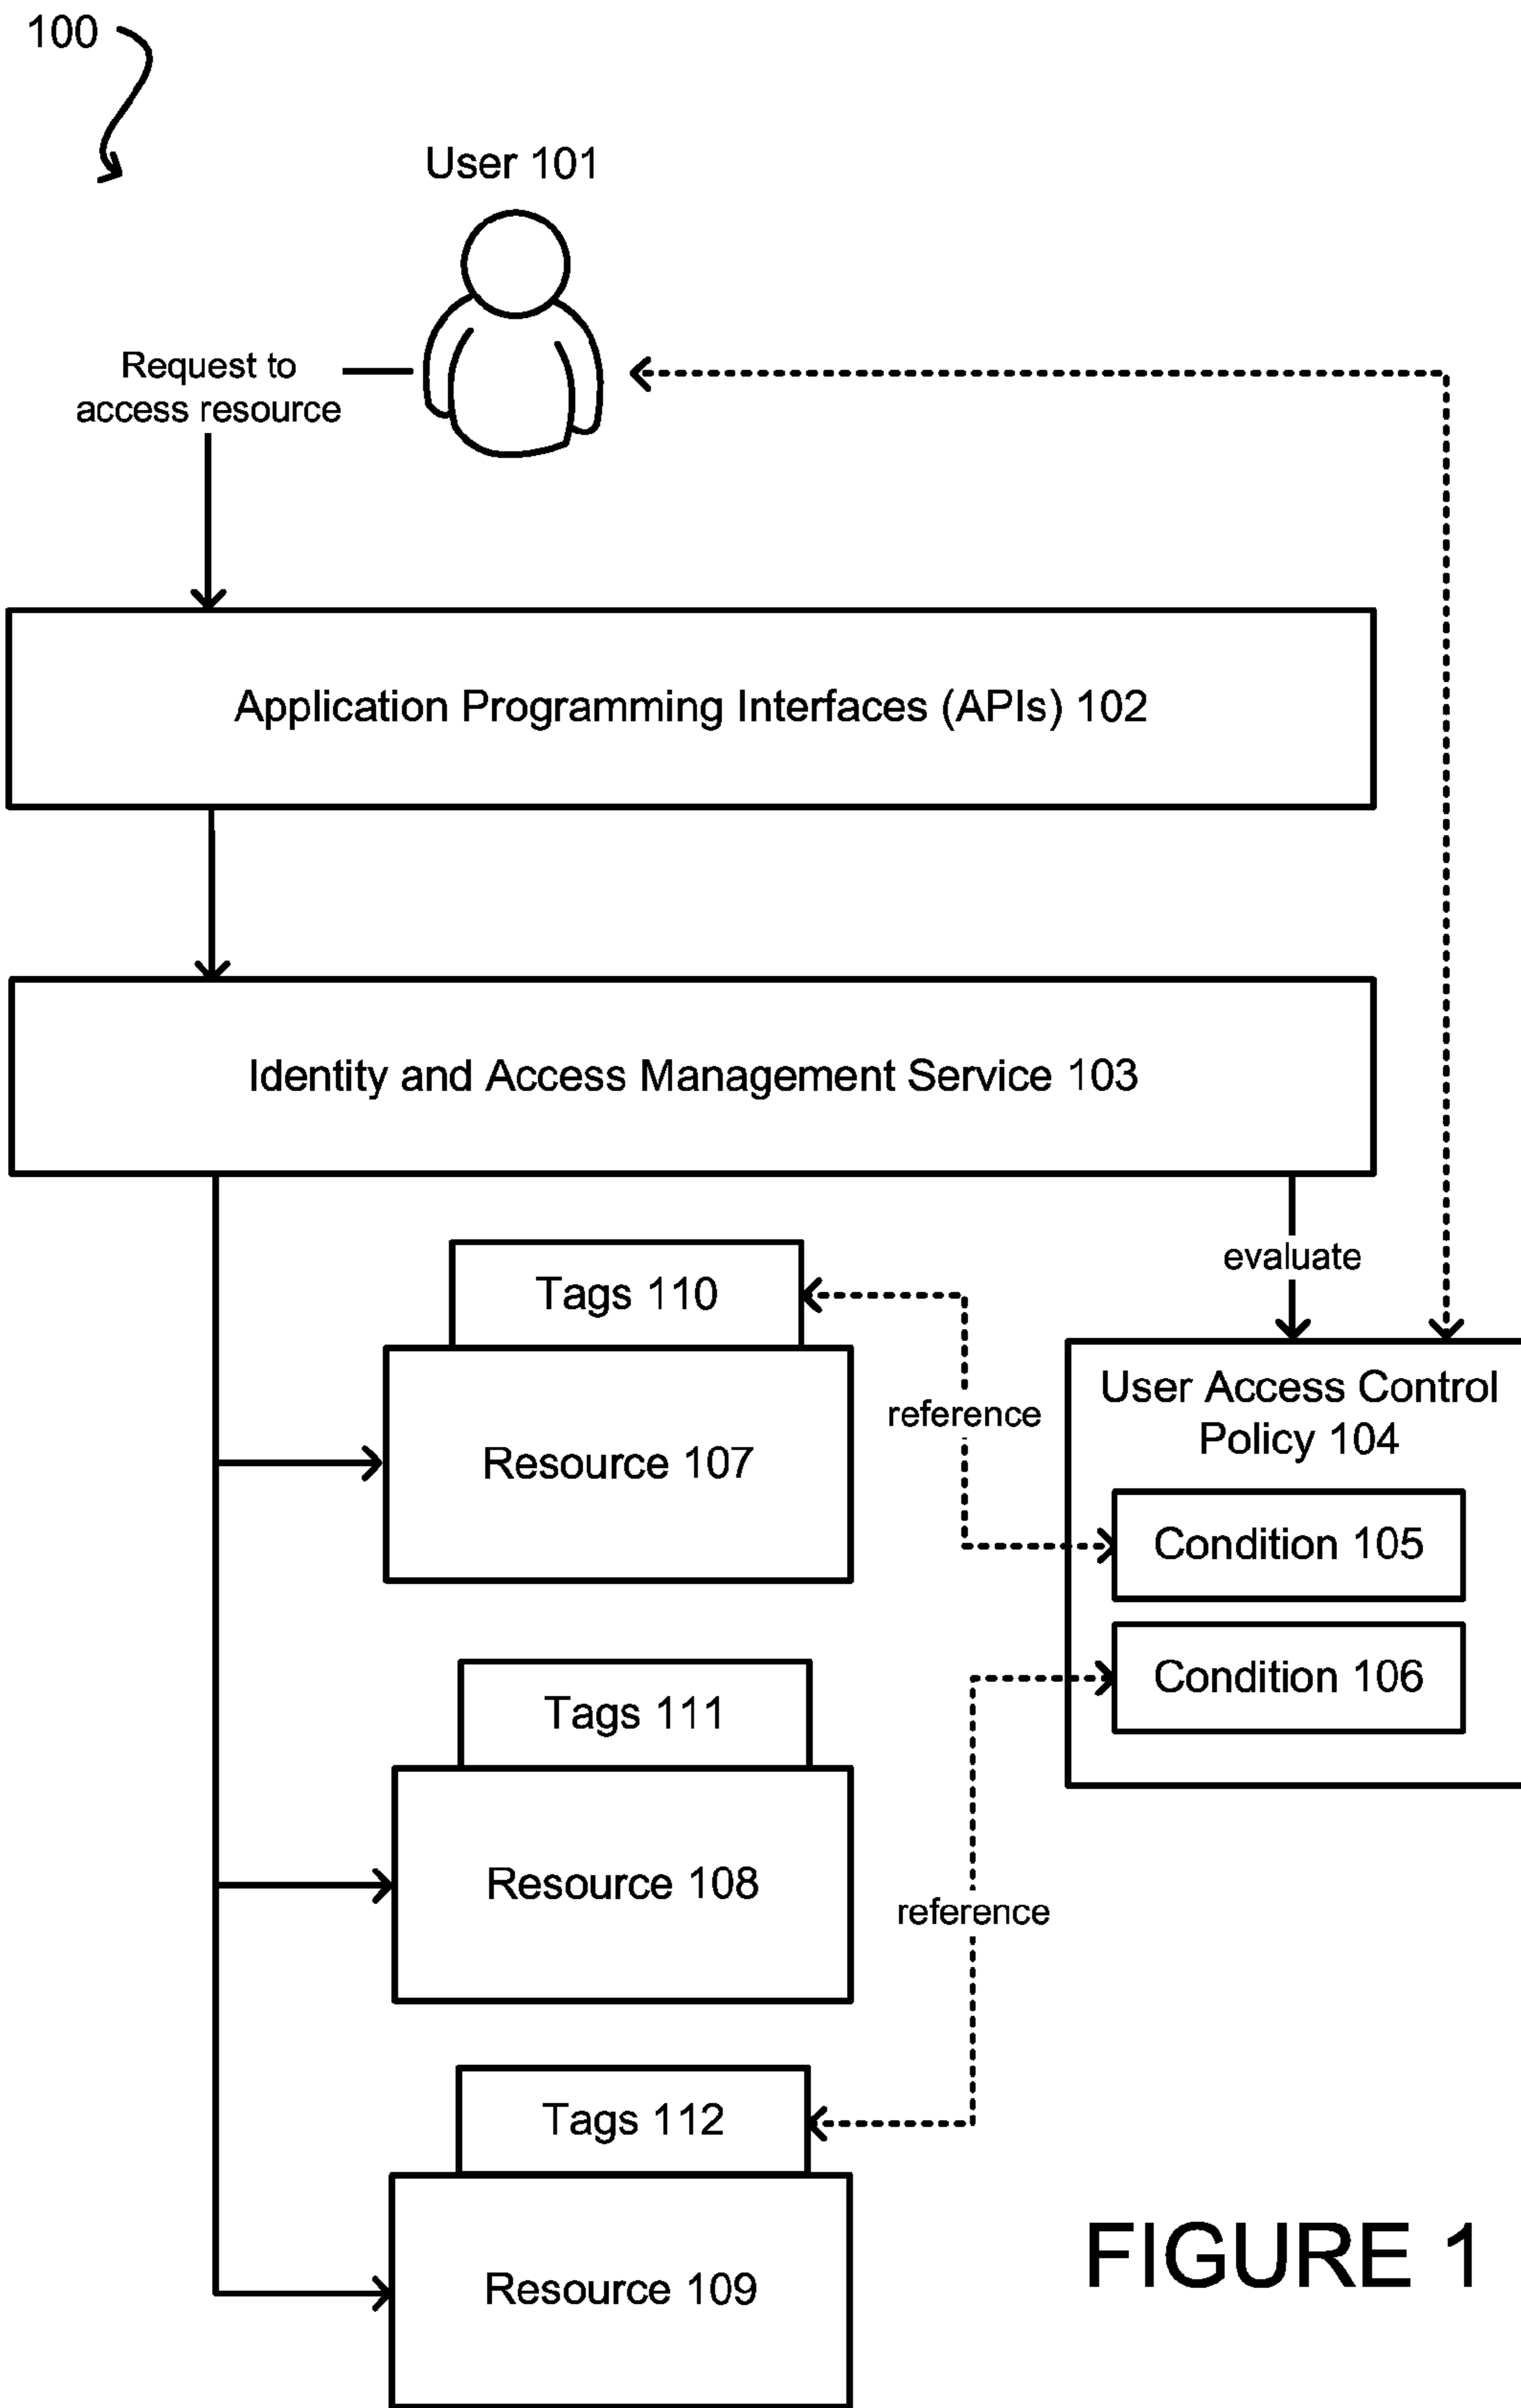 100
User 101
Request to
access resource
Application Programming Interfaces (APIs) 102
Identity and Access Management Service 103
evaluate
Tags 110
Resource 107
reference
User Access Control
Policy 104
Condition 105
Condition 106
Tags 111
Resource 108
reference
Tags 112
Resource 109
FIGURE 1